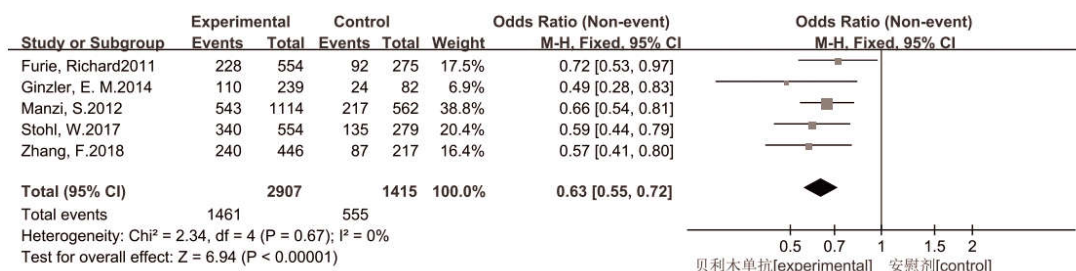 Experimental Control Odds Ratio (Non-event) Odds Ratio (Non-event)
Study or Subgroup Events Total Events Total Weight M-H, Fixed, 95% CI M-H, Fixed, 95% CI
Furie, Richard2011 228 554 92 275 17.5% 0.72 [0.53, 0.97]
Ginzler, E. M.2014 110 239 24 82 6.9% 0.49 [0.28, 0.83]
Manzi, S.2012 543 1114 217 562 38.8% 0.66 [0.54, 0.81]
Stohl, W.2017 340 554 135 279 20.4% 0.59 [0.44, 0.79]
Zhang, F.2018 240 446 87 217 16.4% 0.57 [0.41, 0.80]
Total (95% CI) 2907 1415 100.0% 0.63 [0.55, 0.72]
Total events 1461 555
Heterogeneity: Chi² = 2.34, df = 4 (P = 0.67); I² = 0%
Test for overall effect: Z = 6.94 (P < 0.00001)
0.5 0.7 1 1.5 2
贝利木单抗[experimental] 安慰剂[control]